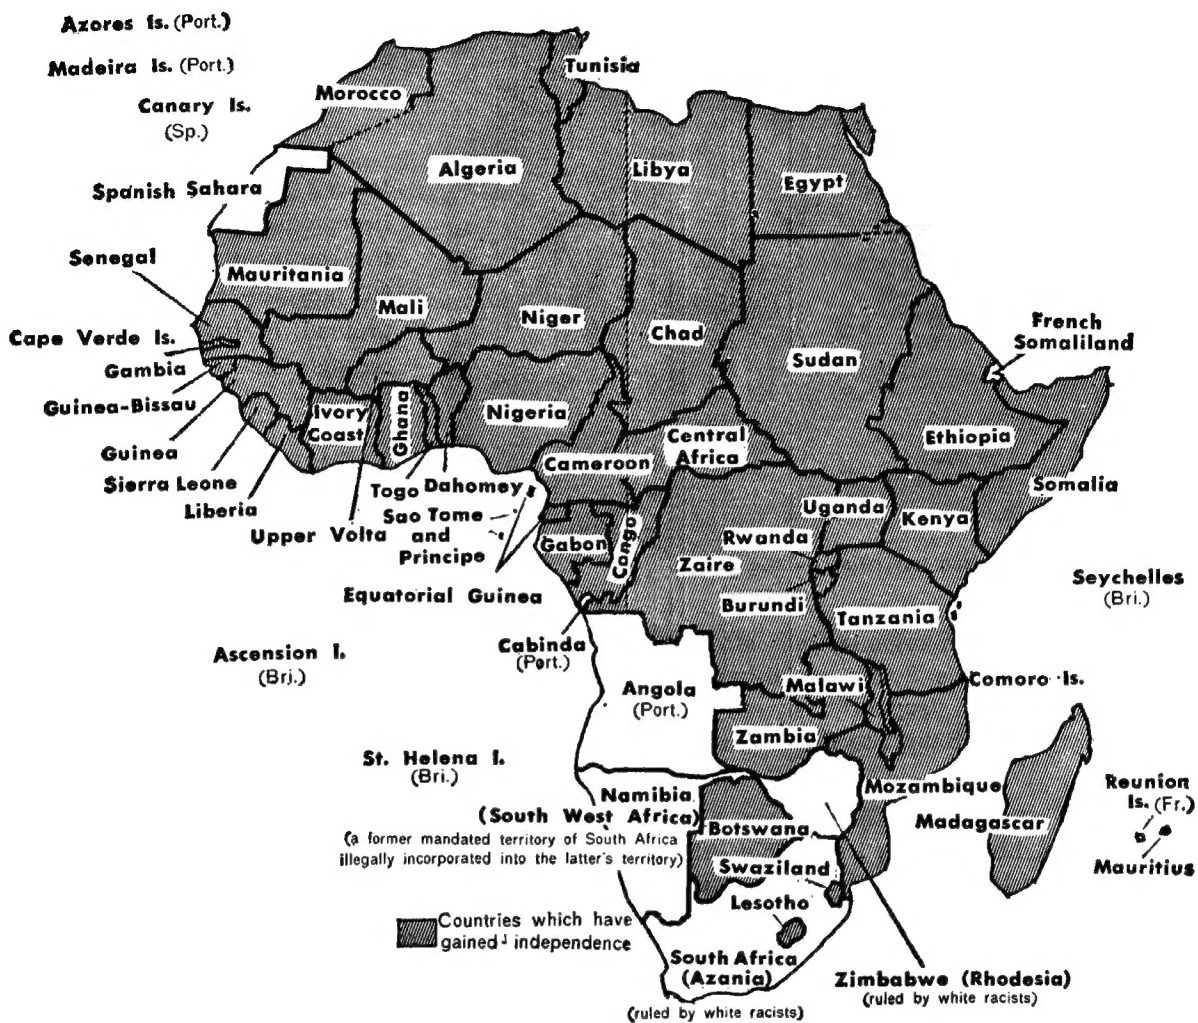 Azores Is. (Port.)
Madeira Is. (Port.)
Canary Is.
(Sp.)
Tunisia
Morocco
Algeria
Libya
Egypt
Spanish Sahara
Senegal
Mauritania
Mali
Niger
Chad
Sudan
French
Somaliland
Cape Verde Is.
Gambia
Guinea-Bissau
Guinea
Sierra Leone
Liberia
Ivory
Coast
Ghana
Nigeria
Ethiopia
Central
Africa
Cameroon
Somalia
Togo
Dahomey
Upper Volta
Sao Tome
and
Principe
Equatorial Guinea
Gabon
Congo
Zaire
Uganda
Kenya
Rwanda
Burundi
Tanzania
Seychelles
(Bri.)
Ascension I.
(Bri.)
Cabinda
(Port.)
Angola
(Port.)
Malawi
Comoro Is.
Zambia
St. Helena I.
(Bri.)
Mozambique
Madagascar
Reunion
Is. (Fr.)
Mauritius
Namibia
(South West Africa)
(a former mandated territory of South Africa
illegally incorporated into the latter's territory)
Botswana
Swaziland
Lesotho
Countries which have
gained independence
South Africa
(Azania)
(ruled by white racists)
Zimbabwe (Rhodesia)
(ruled by white racists)